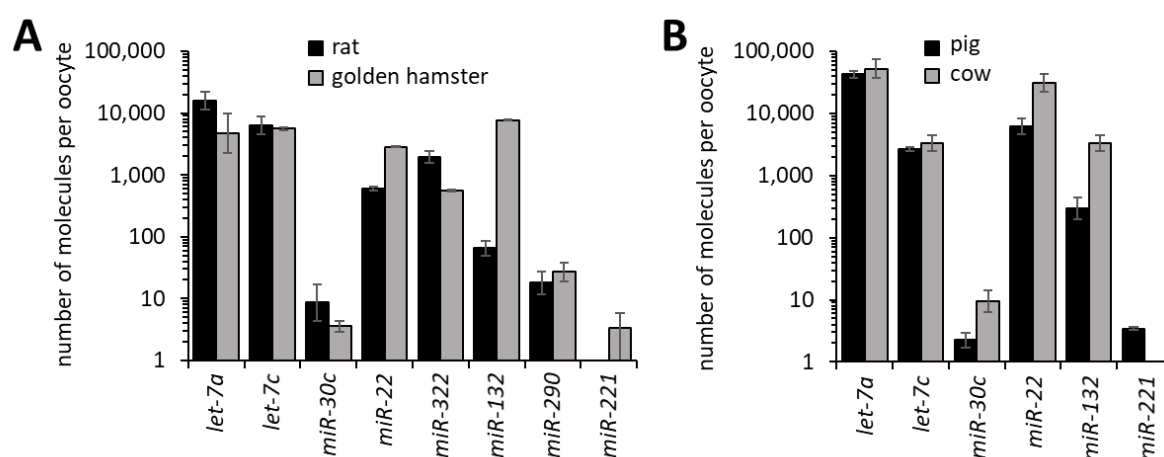 A
number of molecules per oocyte
100,000
10,000
1,000
100
10
1
rat
golden hamster
let-7a
let-7c
miR-30c
miR-22
miR-322
miR-132
miR-290
miR-221
B
number of molecules per oocyte
100,000
10,000
1,000
100
10
1
pig
cow
let-7a
let-7c
miR-30c
miR-22
miR-132
miR-221